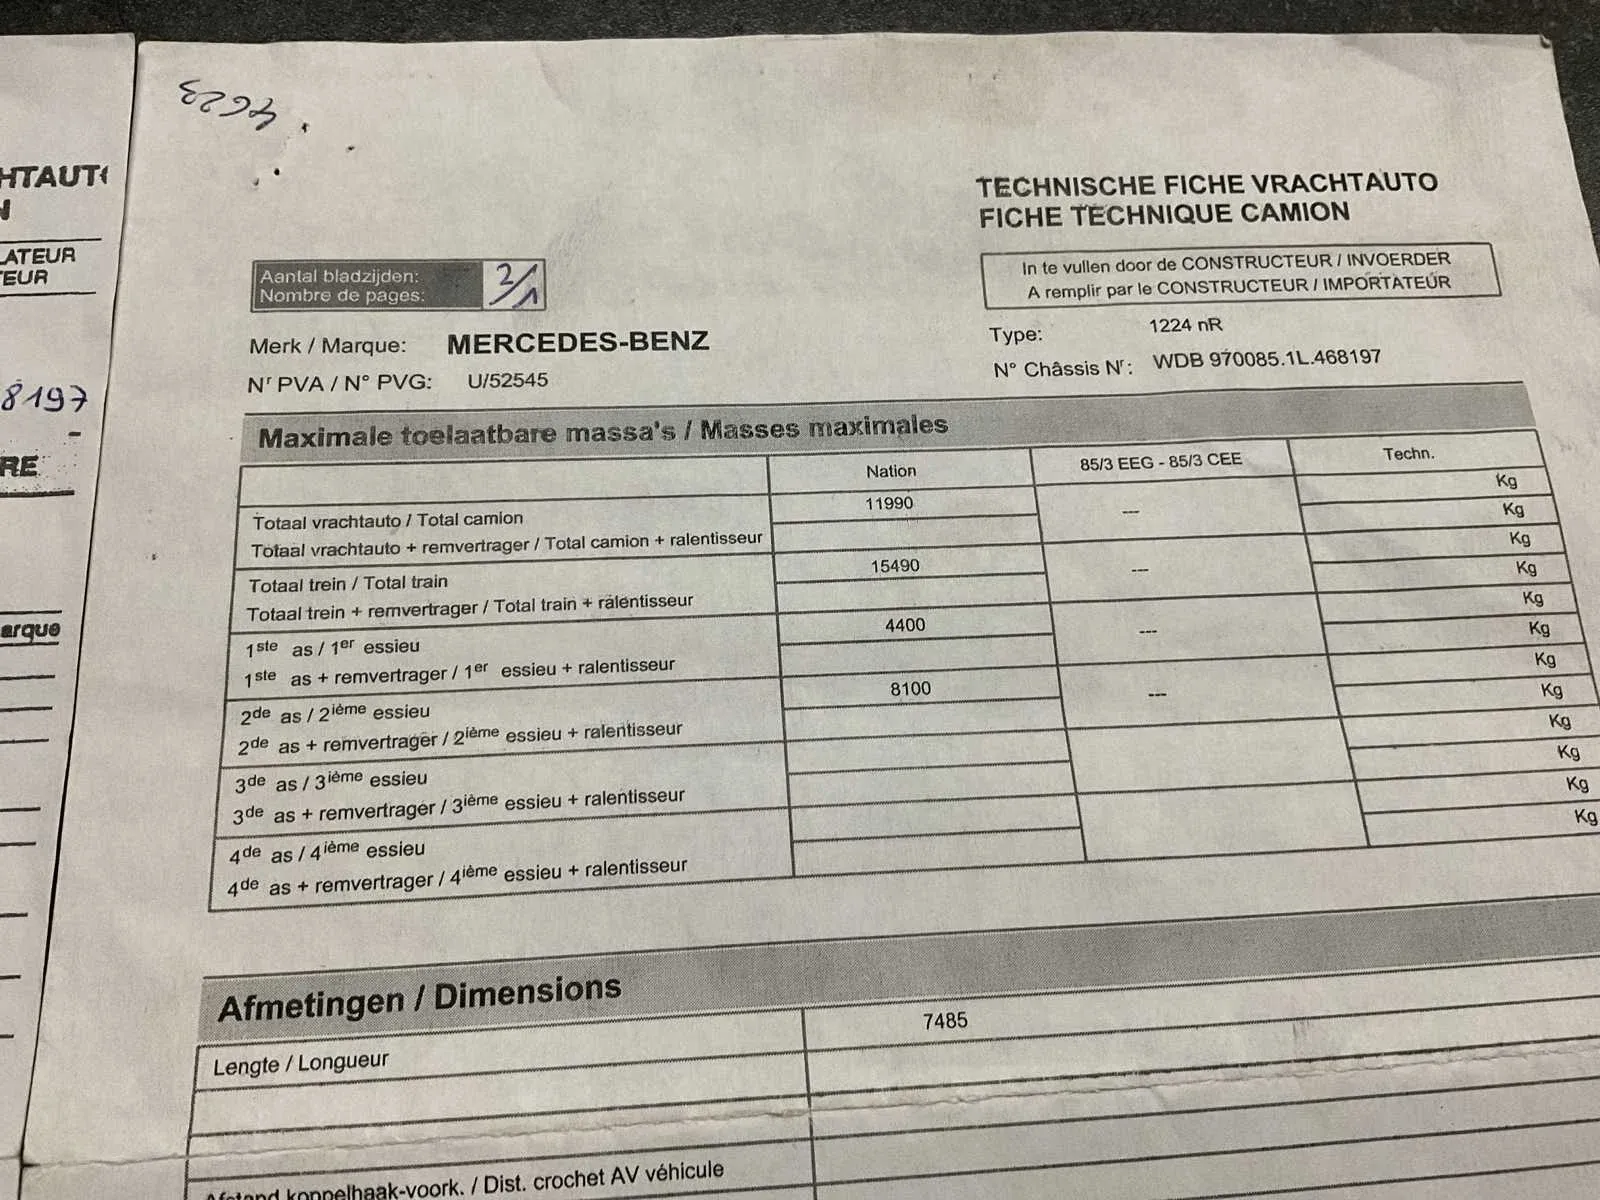 4623
HTAUT
N
LATEUR
TEUR
8197
RE
arque
TECHNISCHE FICHE VRACHTAUTO
FICHE TECHNIQUE CAMION
Aantal bladzijden:
Nombre de pages:
In te vullen door de CONSTRUCTEUR / INVOERDER
A remplir par le CONSTRUCTEUR / IMPORTATEUR
Merk / Marque: MERCEDES-BENZ
Type: 1224 nR
Nr PVA / N° PVG: U/52545
N° Châssis Nr: WDB 970085.1L.468197
Maximale toelaatbare massa's / Masses maximales
Nation 85/3 EEG - 85/3 CEE Techn.
Totaal vrachtauto / Total camion 11990 --- Kg
Totaal vrachtauto + remvertrager / Total camion + ralentisseur Kg
Totaal trein / Total train 15490 --- Kg
Totaal trein + remvertrager / Total train + ralentisseur Kg
1ste as / 1er essieu 4400 --- Kg
1ste as + remvertrager / 1er essieu + ralentisseur Kg
2de as / 2ième essieu 8100 --- Kg
2de as + remvertrager / 2ième essieu + ralentisseur Kg
3de as / 3ième essieu Kg
3de as + remvertrager / 3ième essieu + ralentisseur Kg
4de as / 4ième essieu Kg
4de as + remvertrager / 4ième essieu + ralentisseur Kg
Afmetingen / Dimensions
Lengte / Longueur 7485
Afstand koppelhaak-voork. / Dist. crochet AV véhicule